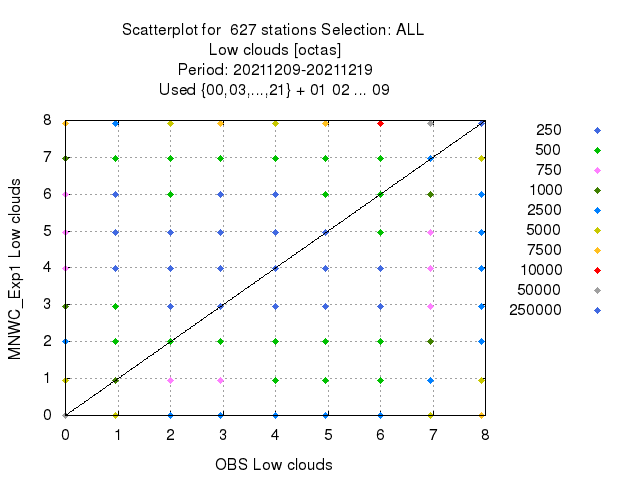 Scatterplot for  627 stations Selection: ALL
Low clouds [octas]
Period: 20211209-20211219
Used {00,03,...,21} + 01 02 ... 09
MNWC_Exp1 Low clouds
8
7
6
5
4
3
2
1
0
0 1 2 3 4 5 6 7 8
OBS Low clouds
250
500
750
1000
2500
5000
7500
10000
50000
250000